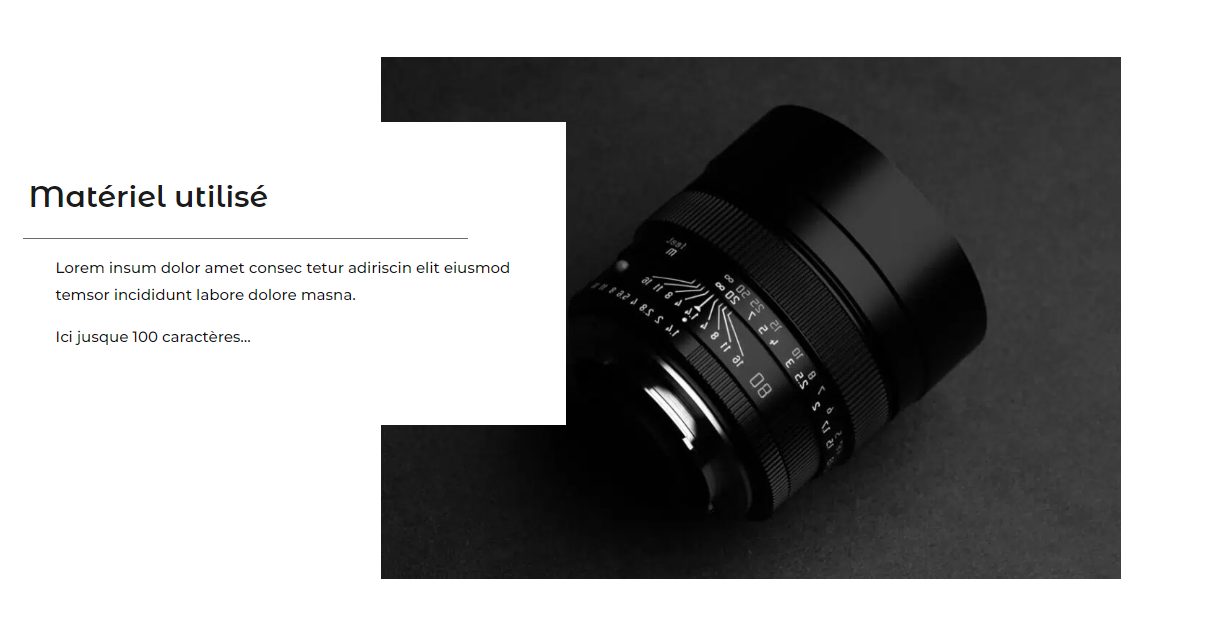 Matériel utilisé
Lorem insum dolor amet consec tetur adiriscin elit eiusmod
temsor incididunt labore dolore masna.
Ici jusque 100 caractères...